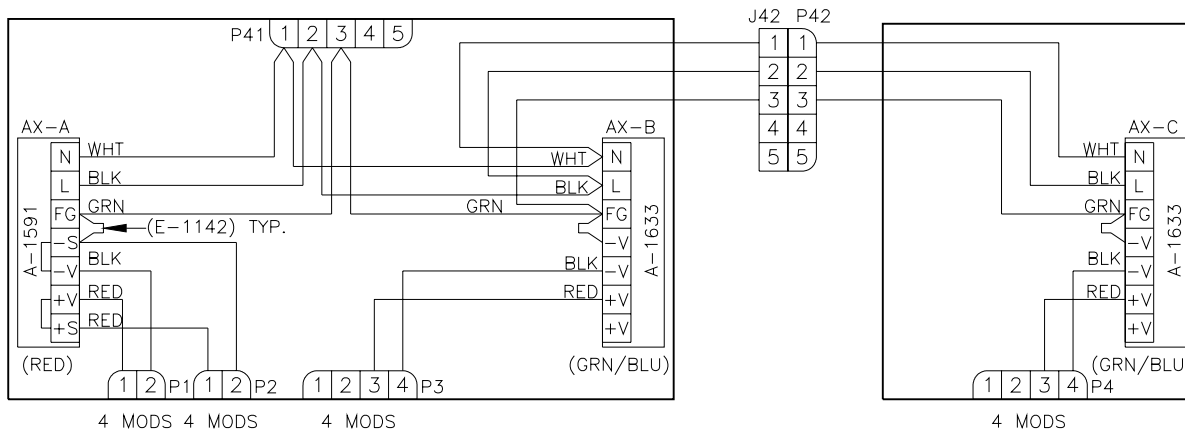 J42 P42
P41 1 2 3 4 5
1 1
2 2
3 3
4 4
5 5
AX-A
A-1591
N WHT
L BLK
FG GRN
(E-1142) TYP.
-S
-V BLK
+V RED
+S RED
(RED)
AX-B
A-1633
WHT N
BLK L
GRN FG
-V
BLK -V
RED +V
+V
(GRN/BLU)
AX-C
A-1633
WHT N
BLK L
GRN FG
-V
BLK -V
RED +V
+V
(GRN/BLU
1 2 P1
1 2 P2
1 2 3 4 P3
1 2 3 4 P4
4 MODS 4 MODS 4 MODS 4 MODS